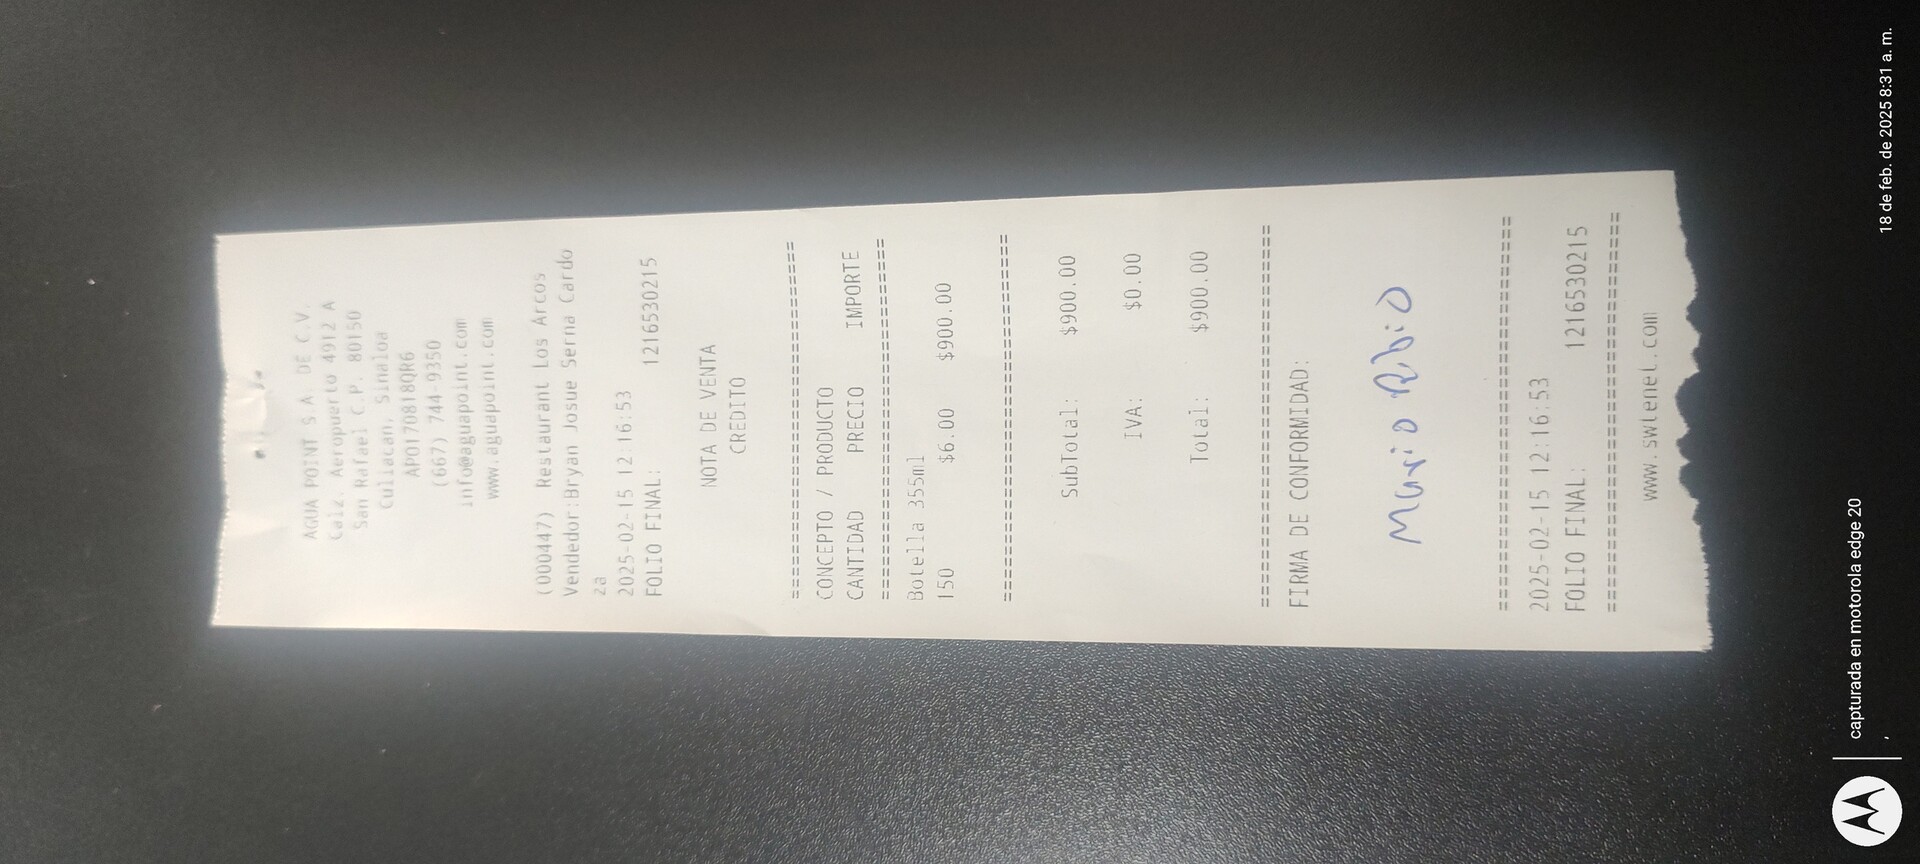 AGUA POINT S.A. DE C.V.
Calz. Aeropuerto 4912 A
San Rafael C.P. 80150
Culiacan, Sinaloa
APO170818QR6
(667) 744-9350
info@aguapoint.com
www.aguapoint.com
(000447) Restaurant Los Arcos
Vendedor:Bryan Josue Serna Cardo
za
2025-02-15 12:16:53
FOLIO FINAL: 1216530215
NOTA DE VENTA
CREDITO
================================
CONCEPTO / PRODUCTO
CANTIDAD PRECIO IMPORTE
================================
Botella 355ml
150 $6.00 $900.00
================================
SubTotal: $900.00
IVA: $0.00
Total: $900.00
================================
FIRMA DE CONFORMIDAD:
Mario
================================
2025-02-15 12:16:53
FOLIO FINAL: 1216530215
================================
www.swlenel.com
capturada en motorola edge 20
,
18 de feb. de 2025 8:31 a. m.